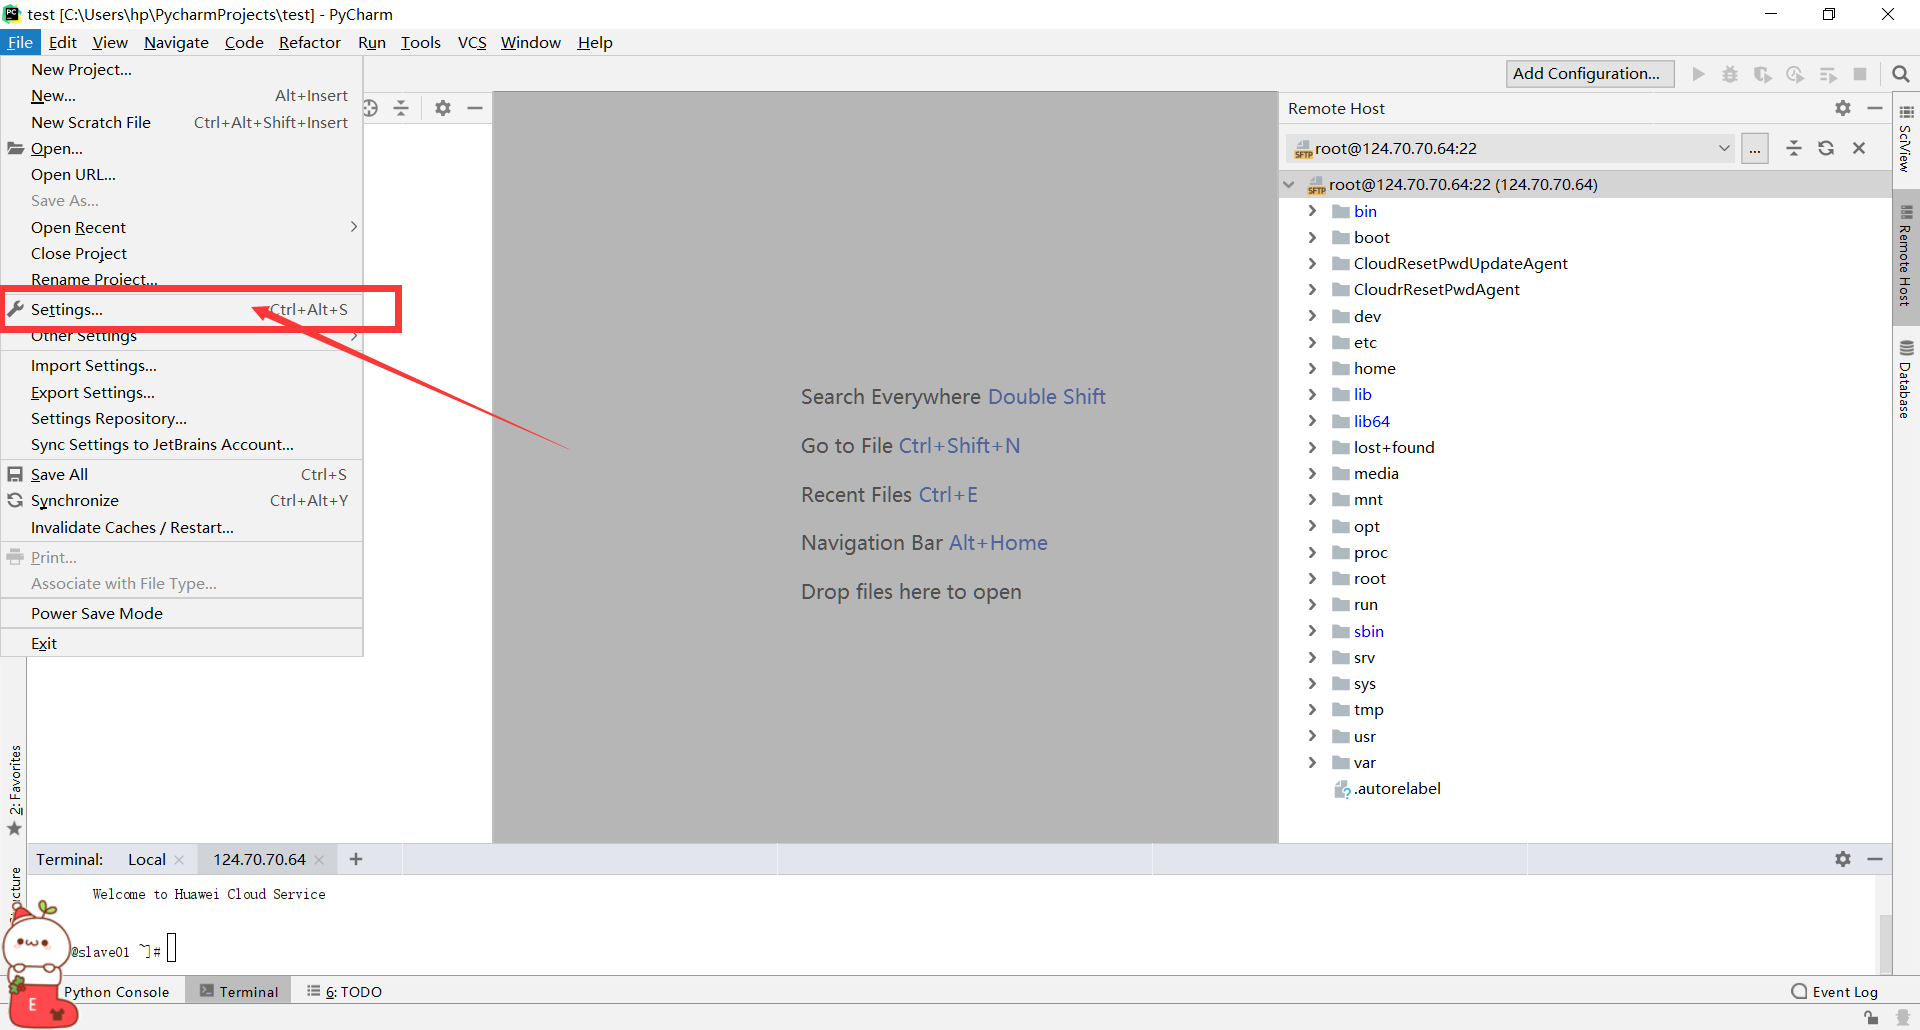 test [C:\Users\hp\PycharmProjects\test] - PyCharm
File Edit View Navigate Code Refactor Run Tools VCS Window Help
Add Configuration...
New Project...
New... Alt+Insert
New Scratch File Ctrl+Alt+Shift+Insert
Open...
Open URL...
Save As...
Open Recent
Close Project
Rename Project...
Settings... Ctrl+Alt+S
Other Settings
Import Settings...
Export Settings...
Settings Repository...
Sync Settings to JetBrains Account...
Save All Ctrl+S
Synchronize Ctrl+Alt+Y
Invalidate Caches / Restart...
Print...
Associate with File Type...
Power Save Mode
Exit
Search Everywhere Double Shift
Go to File Ctrl+Shift+N
Recent Files Ctrl+E
Navigation Bar Alt+Home
Drop files here to open
Remote Host
SFTP root@124.70.70.64:22 ...
SFTP root@124.70.70.64:22 (124.70.70.64)
bin
boot
CloudResetPwdUpdateAgent
CloudrResetPwdAgent
dev
etc
home
lib
lib64
lost+found
media
mnt
opt
proc
root
run
sbin
srv
sys
tmp
usr
var
.autorelabel
SciView
Remote Host
Database
2: Favorites
Terminal: Local 124.70.70.64
Welcome to Huawei Cloud Service
@slave01 ~]#
E
Python Console Terminal 6: TODO Event Log